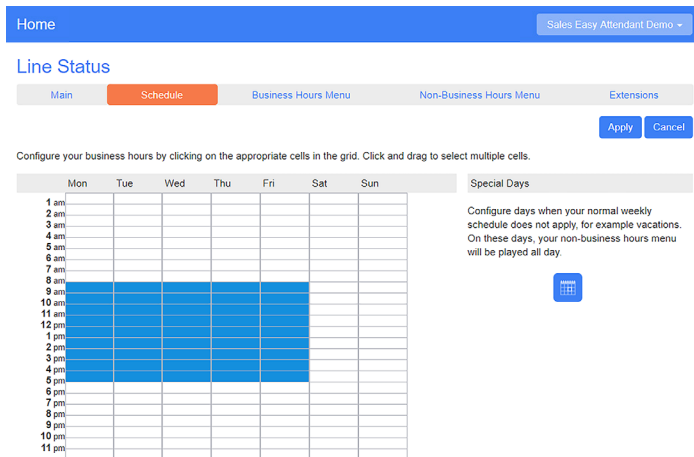 Home
Sales Easy Attendant Demo
Line Status
Main Schedule Business Hours Menu Non-Business Hours Menu Extensions
Apply Cancel
Configure your business hours by clicking on the appropriate cells in the grid. Click and drag to select multiple cells.
Mon Tue Wed Thu Fri Sat Sun
Special Days
Configure days when your normal weekly
schedule does not apply, for example vacations.
On these days, your non-business hours menu
will be played all day.
1 am
2 am
3 am
4 am
5 am
6 am
7 am
8 am
9 am
10 am
11 am
12 pm
1 pm
2 pm
3 pm
4 pm
5 pm
6 pm
7 pm
8 pm
9 pm
10 pm
11 pm